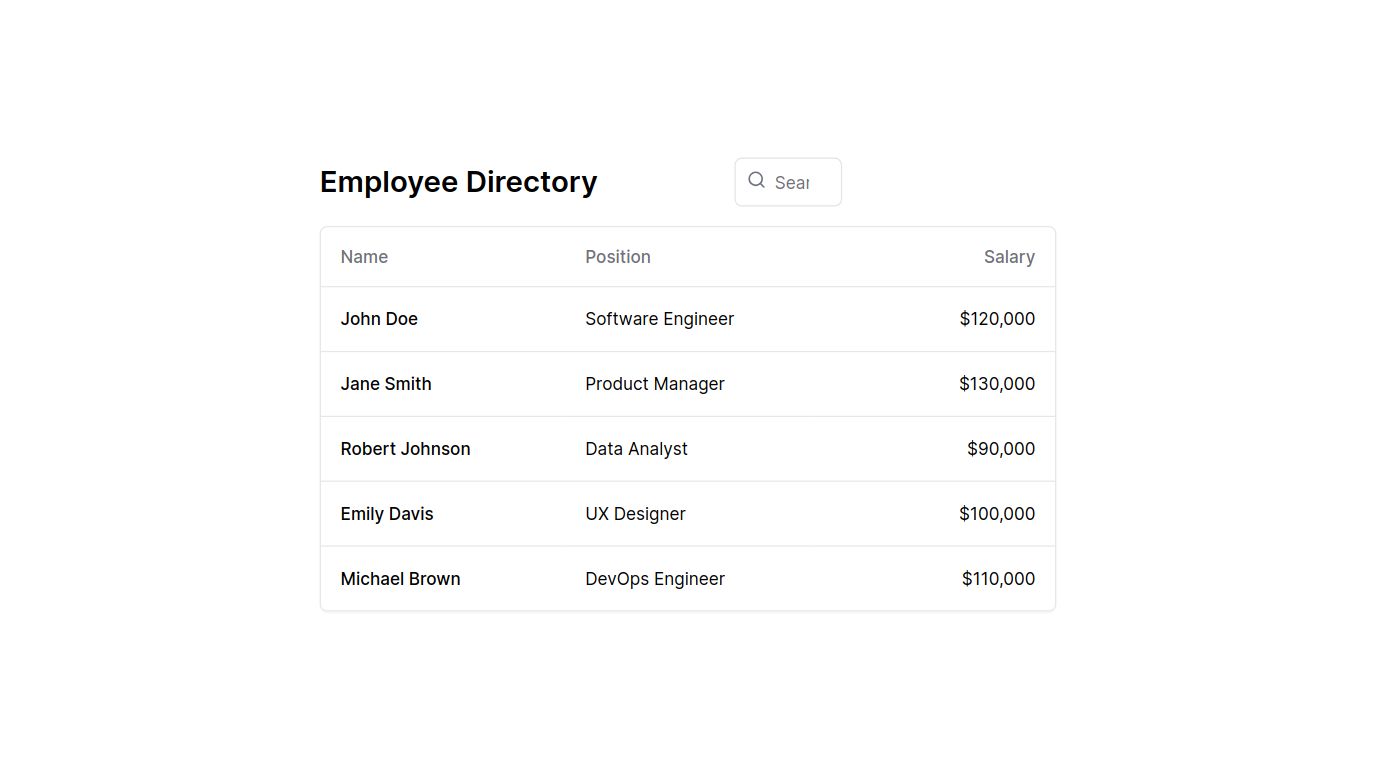 Employee Directory
Sear
Name Position Salary
John Doe Software Engineer $120,000
Jane Smith Product Manager $130,000
Robert Johnson Data Analyst $90,000
Emily Davis UX Designer $100,000
Michael Brown DevOps Engineer $110,000